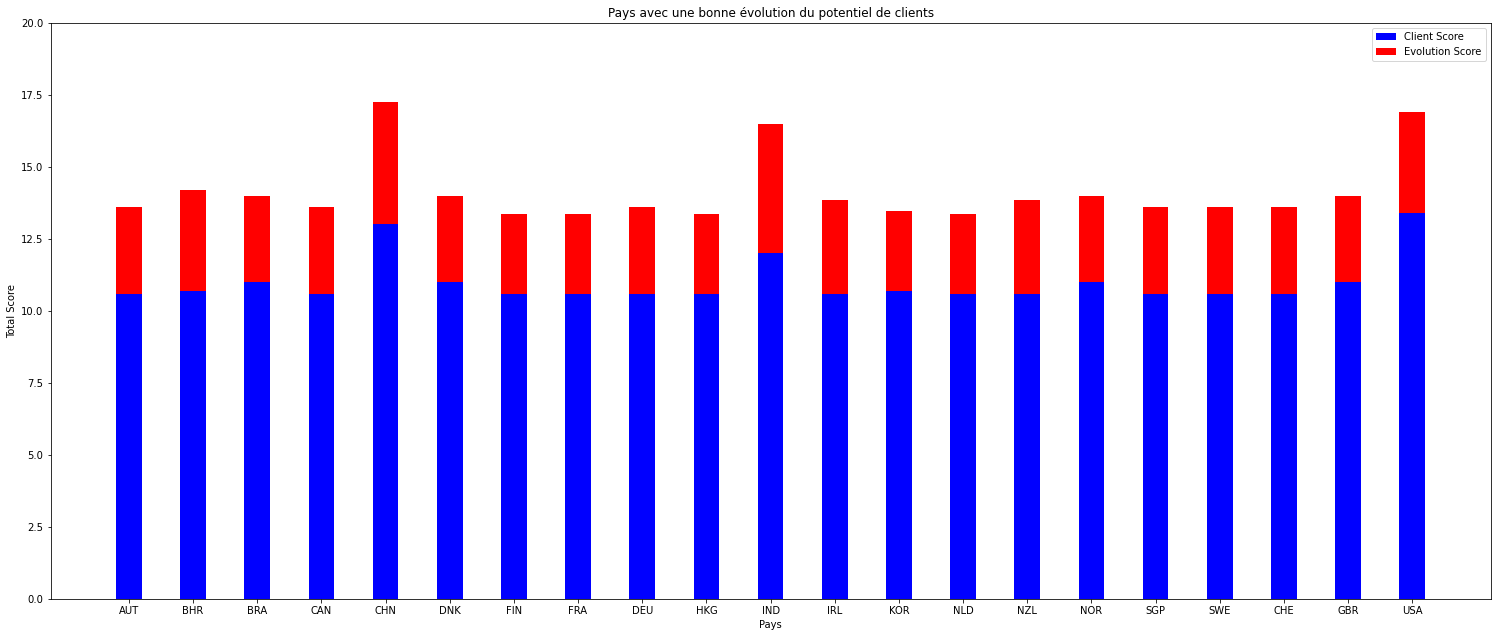 Pays avec une bonne évolution du potentiel de clients
Client Score
Evolution Score
Total Score
20.0
17.5
15.0
12.5
10.0
7.5
5.0
2.5
0.0
AUT BHR BRA CAN CHN DNK FIN FRA DEU HKG IND IRL KOR NLD NZL NOR SGP SWE CHE GBR USA
Pays